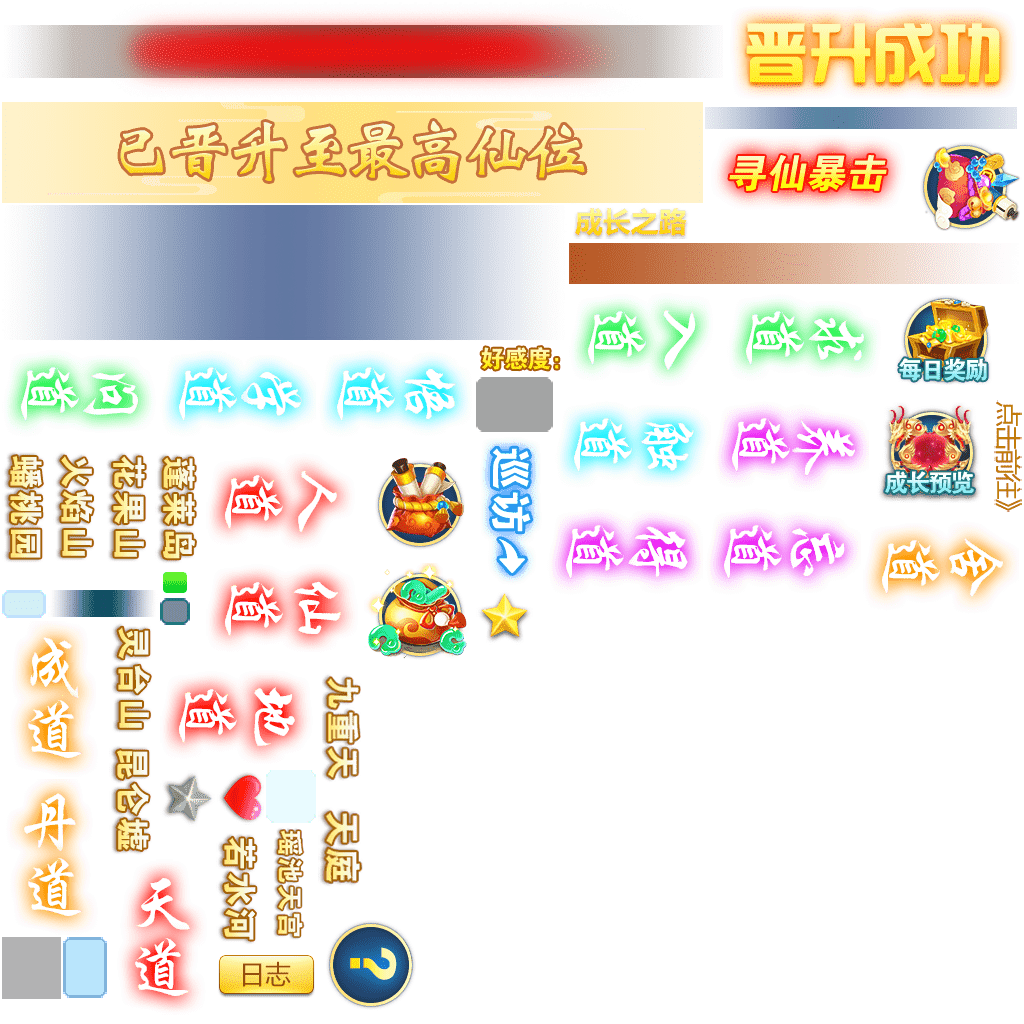 晋升成功
已晋升至最高仙位
寻仙暴击
成长之路
入道
求道
每日奖励
好感度:
问道
学道
悟道
融道
养道
成长预览
点击前往》
蟠桃园
火焰山
花果山
蓬莱岛
人道
巡访
得道
忘道
舍道
仙道
成道
灵台山
地道
九重天
昆仑墟
丹道
天庭
若水河
瑶池天宫
天道
日志
?